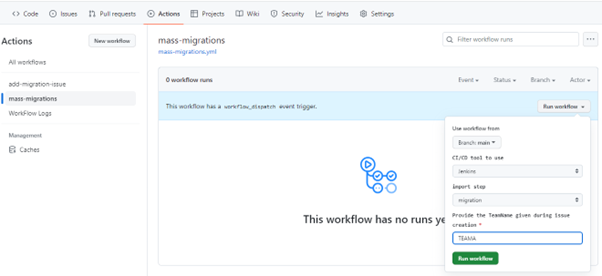 Code Issues Pull requests Actions Projects Wiki Security Insights Settings
Actions
New workflow
All workflows
add-migration-issue
mass-migrations
WorkFlow Logs
Management
Caches
mass-migrations
mass-migrations.yml
Filter workflow runs
0 workflow runs
Event Status Branch Actor
This workflow has a workflow_dispatch event trigger.
Run workflow
Use workflow from
Branch: main
CI/CD tool to use
Jenkins
import step
migration
Provide the TeamName given during issue
creation *
TEAMA
Run workflow
This workflow has no runs ye